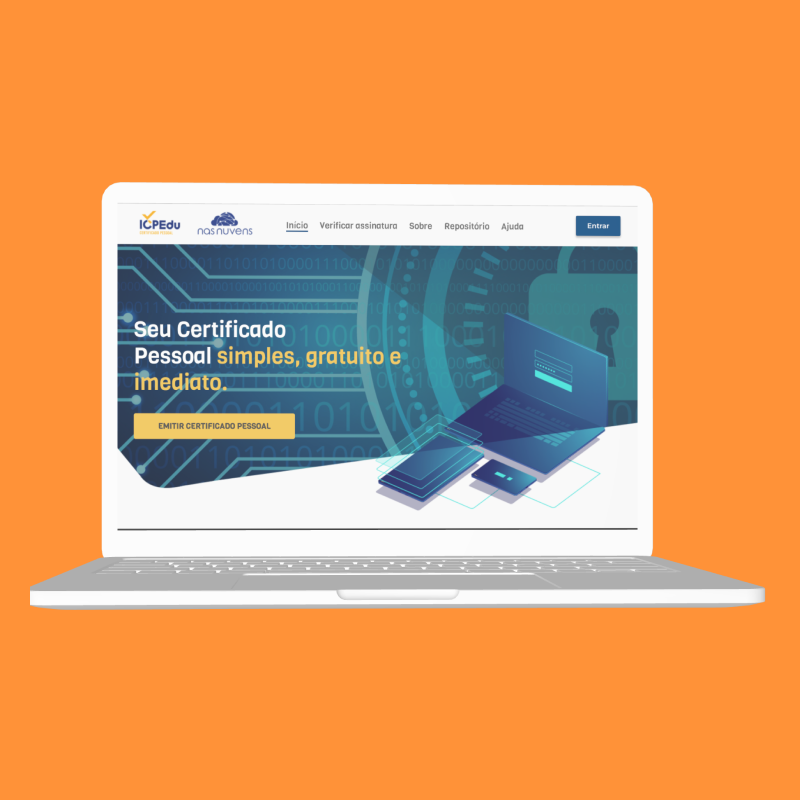 ICPEdu
nas nuvens
Início
Verificar assinatura
Sobre
Repositório
Ajuda
Entrar
Seu Certificado
Pessoal simples, gratuito e
imediato.
EMITIR CERTIFICADO PESSOAL